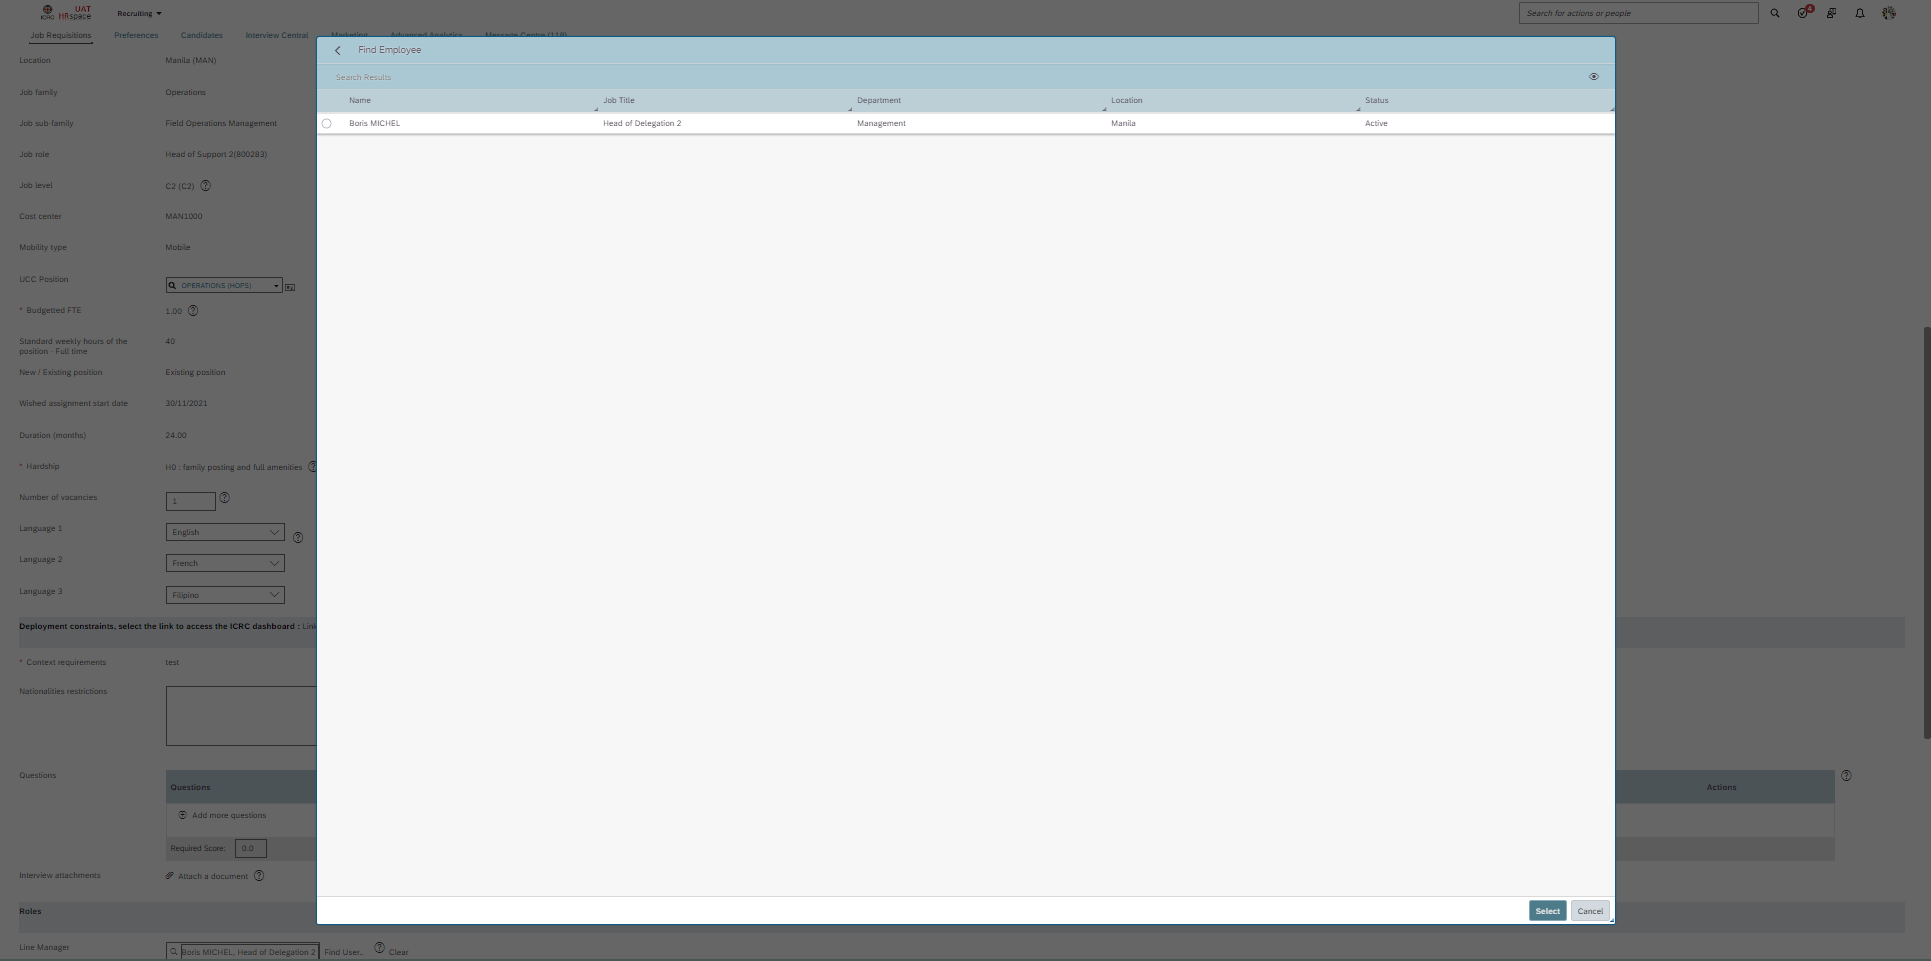 UAT
ICRC HRspace
Recruiting
Search for actions or people
4
Job Requisitions Preferences Candidates Interview Central Marketing Advanced Analytics Message Centre (118)
Find Employee
Search Results
Name Job Title Department Location Status
Boris MICHEL Head of Delegation 2 Management Manila Active
Select Cancel
Location Manila (MAN)
Job family Operations
Job sub-family Field Operations Management
Job role Head of Support 2(800283)
Job level C2 (C2)
Cost center MAN1000
Mobility type Mobile
UCC Position OPERATIONS (HOPS)
* Budgetted FTE 1.00
Standard weekly hours of the 40
position - Full time
New / Existing position Existing position
Wished assignment start date 30/11/2021
Duration (months) 24.00
* Hardship H0 : family posting and full amenities
Number of vacancies 1
Language 1 English
Language 2 French
Language 3 Filipino
Deployment constraints, select the link to access the ICRC dashboard : Link
* Context requirements test
Nationalities restrictions
Questions
Questions Actions
Add more questions
Required Score: 0.0
Interview attachments Attach a document
Roles
Line Manager Boris MICHEL, Head of Delegation 2 Find User... Clear